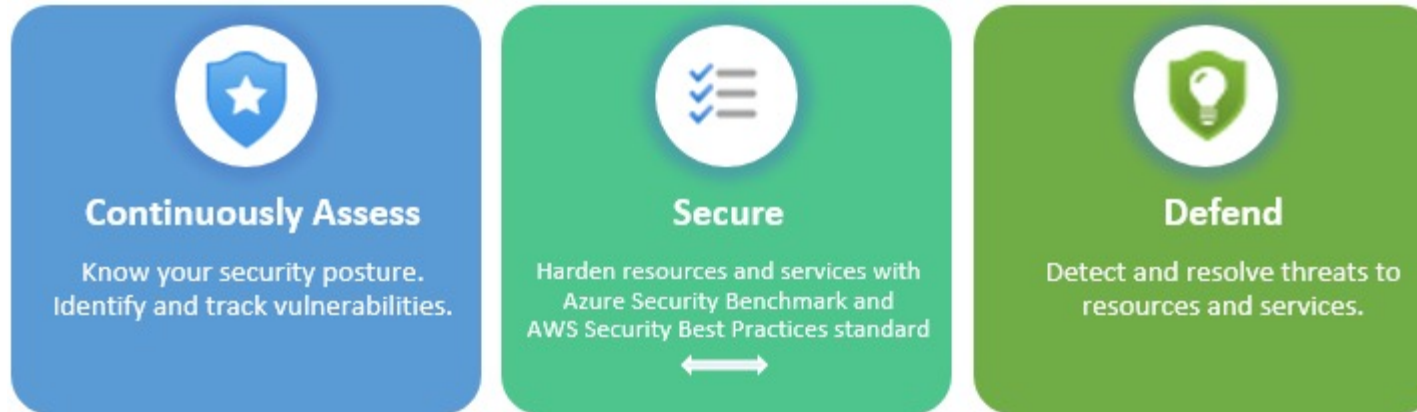 Continuously Assess
Know your security posture.
Identify and track vulnerabilities.
Secure
Harden resources and services with
Azure Security Benchmark and
AWS Security Best Practices standard
Defend
Detect and resolve threats to
resources and services.